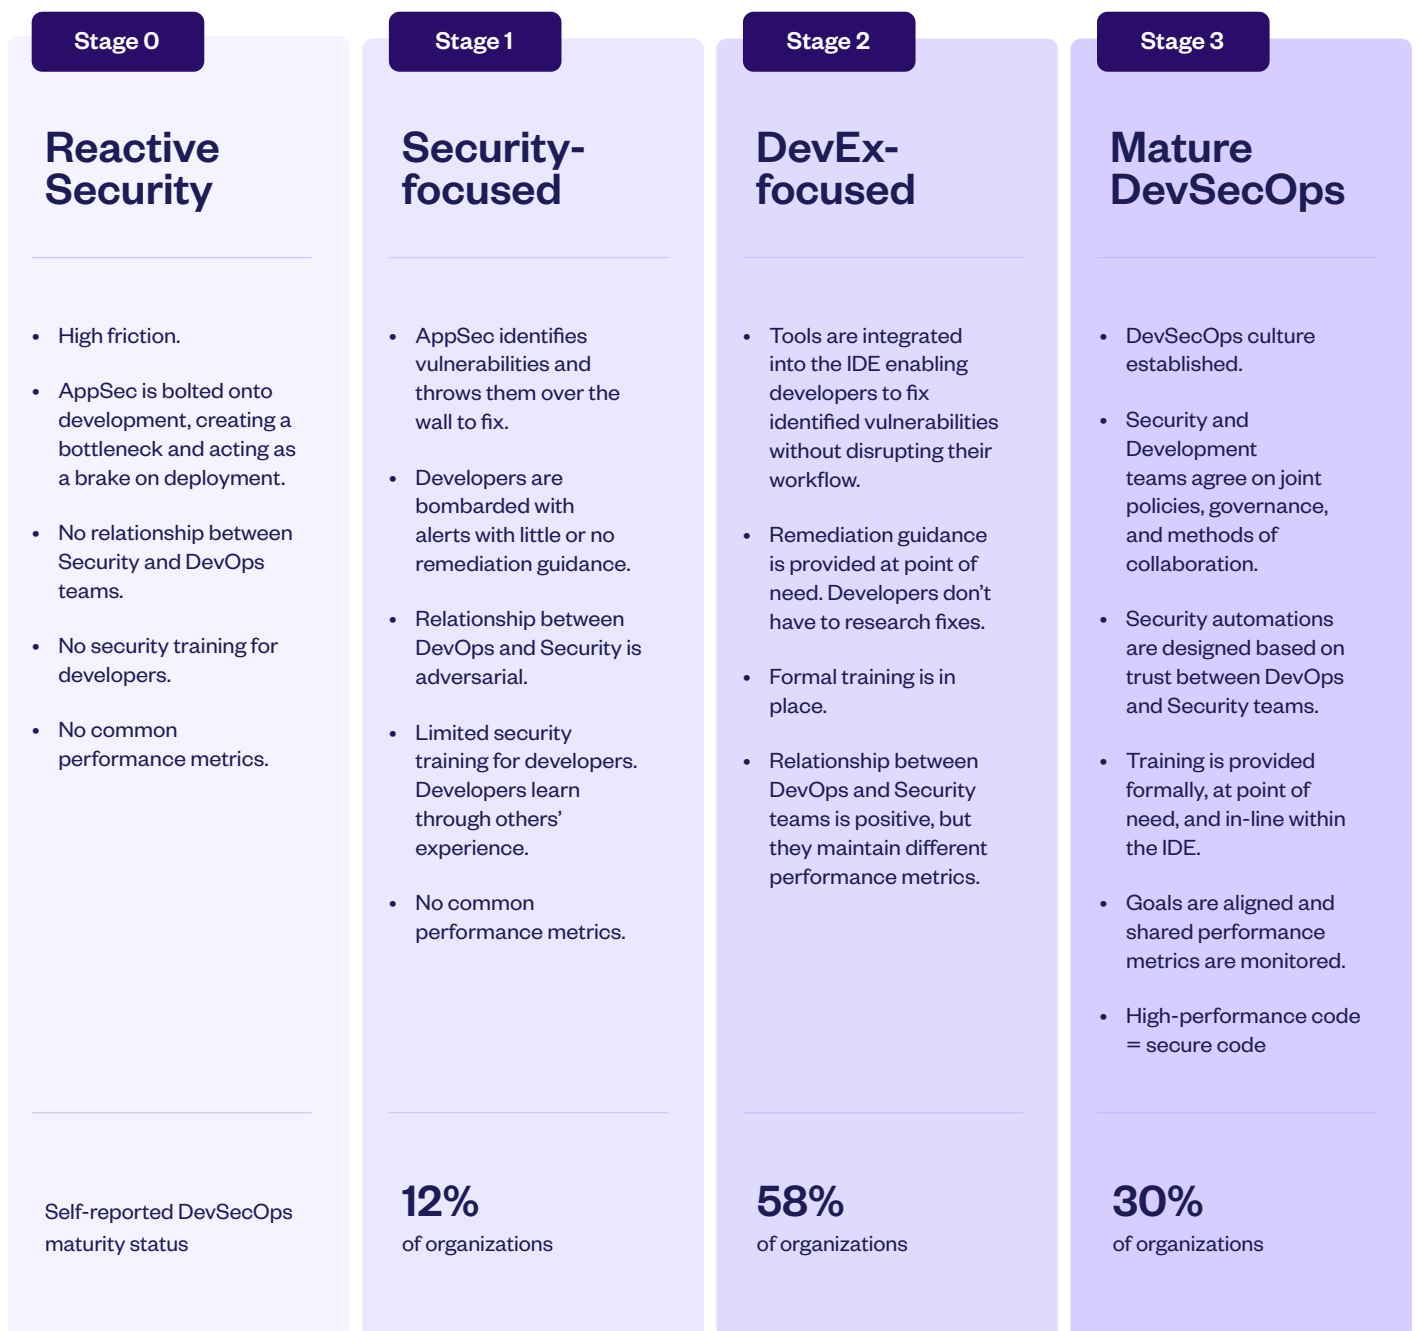 Stage 0
Reactive
Security
• High friction.
• AppSec is bolted onto
development, creating a
bottleneck and acting as
a brake on deployment.
• No relationship between
Security and DevOps
teams.
• No security training for
developers.
• No common
performance metrics.
Self-reported DevSecOps
maturity status
Stage 1
Security-
focused
• AppSec identifies
vulnerabilities and
throws them over the
wall to fix.
• Developers are
bombarded with
alerts with little or no
remediation guidance.
• Relationship between
DevOps and Security is
adversarial.
• Limited security
training for developers.
Developers learn
through others’
experience.
• No common
performance metrics.
12%
of organizations
Stage 2
DevEx-
focused
• Tools are integrated
into the IDE enabling
developers to fix
identified vulnerabilities
without disrupting their
workflow.
• Remediation guidance
is provided at point of
need. Developers don’t
have to research fixes.
• Formal training is in
place.
• Relationship between
DevOps and Security
teams is positive, but
they maintain different
performance metrics.
58%
of organizations
Stage 3
Mature
DevSecOps
• DevSecOps culture
established.
• Security and
Development
teams agree on joint
policies, governance,
and methods of
collaboration.
• Security automations
are designed based on
trust between DevOps
and Security teams.
• Training is provided
formally, at point of
need, and in-line within
the IDE.
• Goals are aligned and
shared performance
metrics are monitored.
• High-performance code
= secure code
30%
of organizations